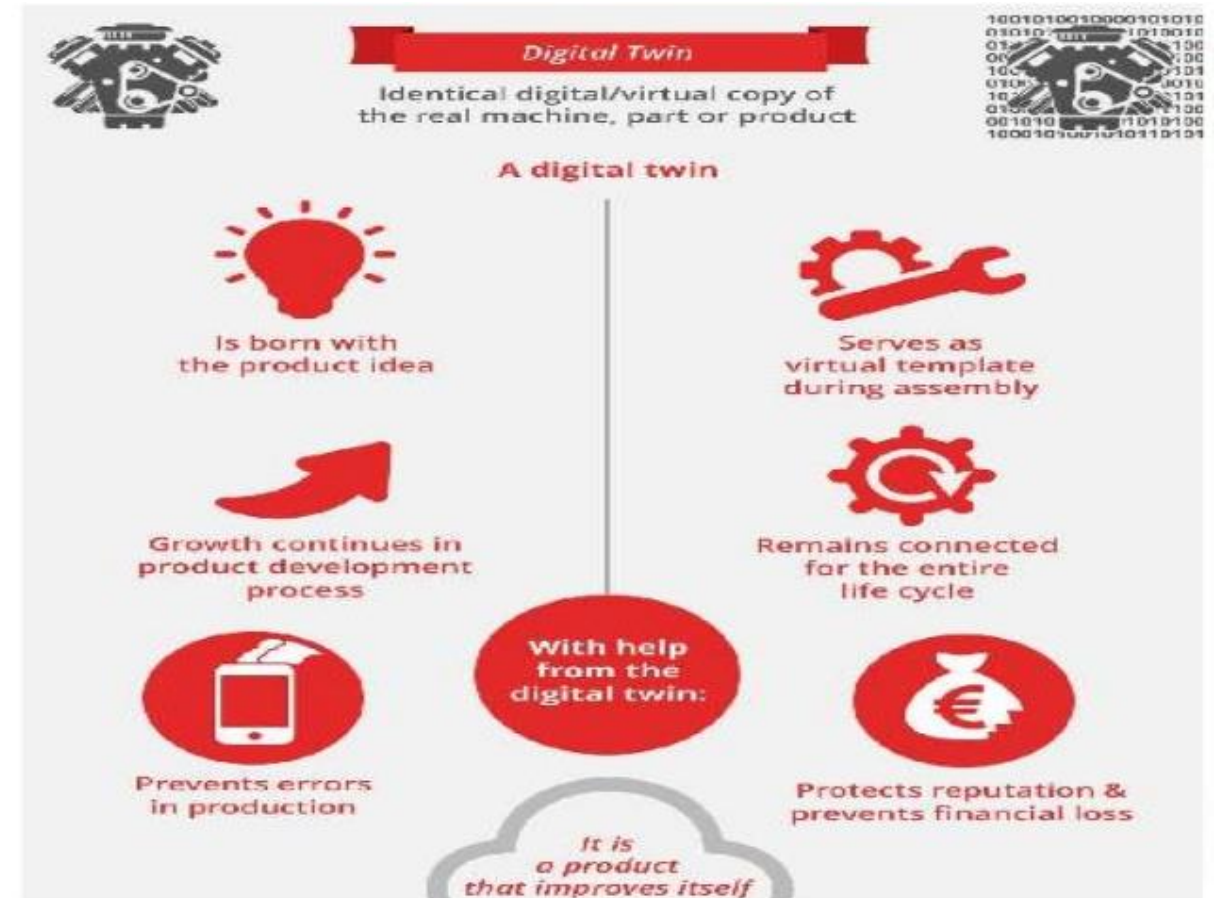 Digital Twin
Identical digital/virtual copy of
the real machine, part or product
A digital twin
Is born with
the product idea
Serves as
virtual template
during assembly
Growth continues in
product development
process
Remains connected
for the entire
life cycle
With help
from the
digital twin:
Prevents errors
in production
€
Protects reputation &
prevents financial loss
It is
a product
that improves itself